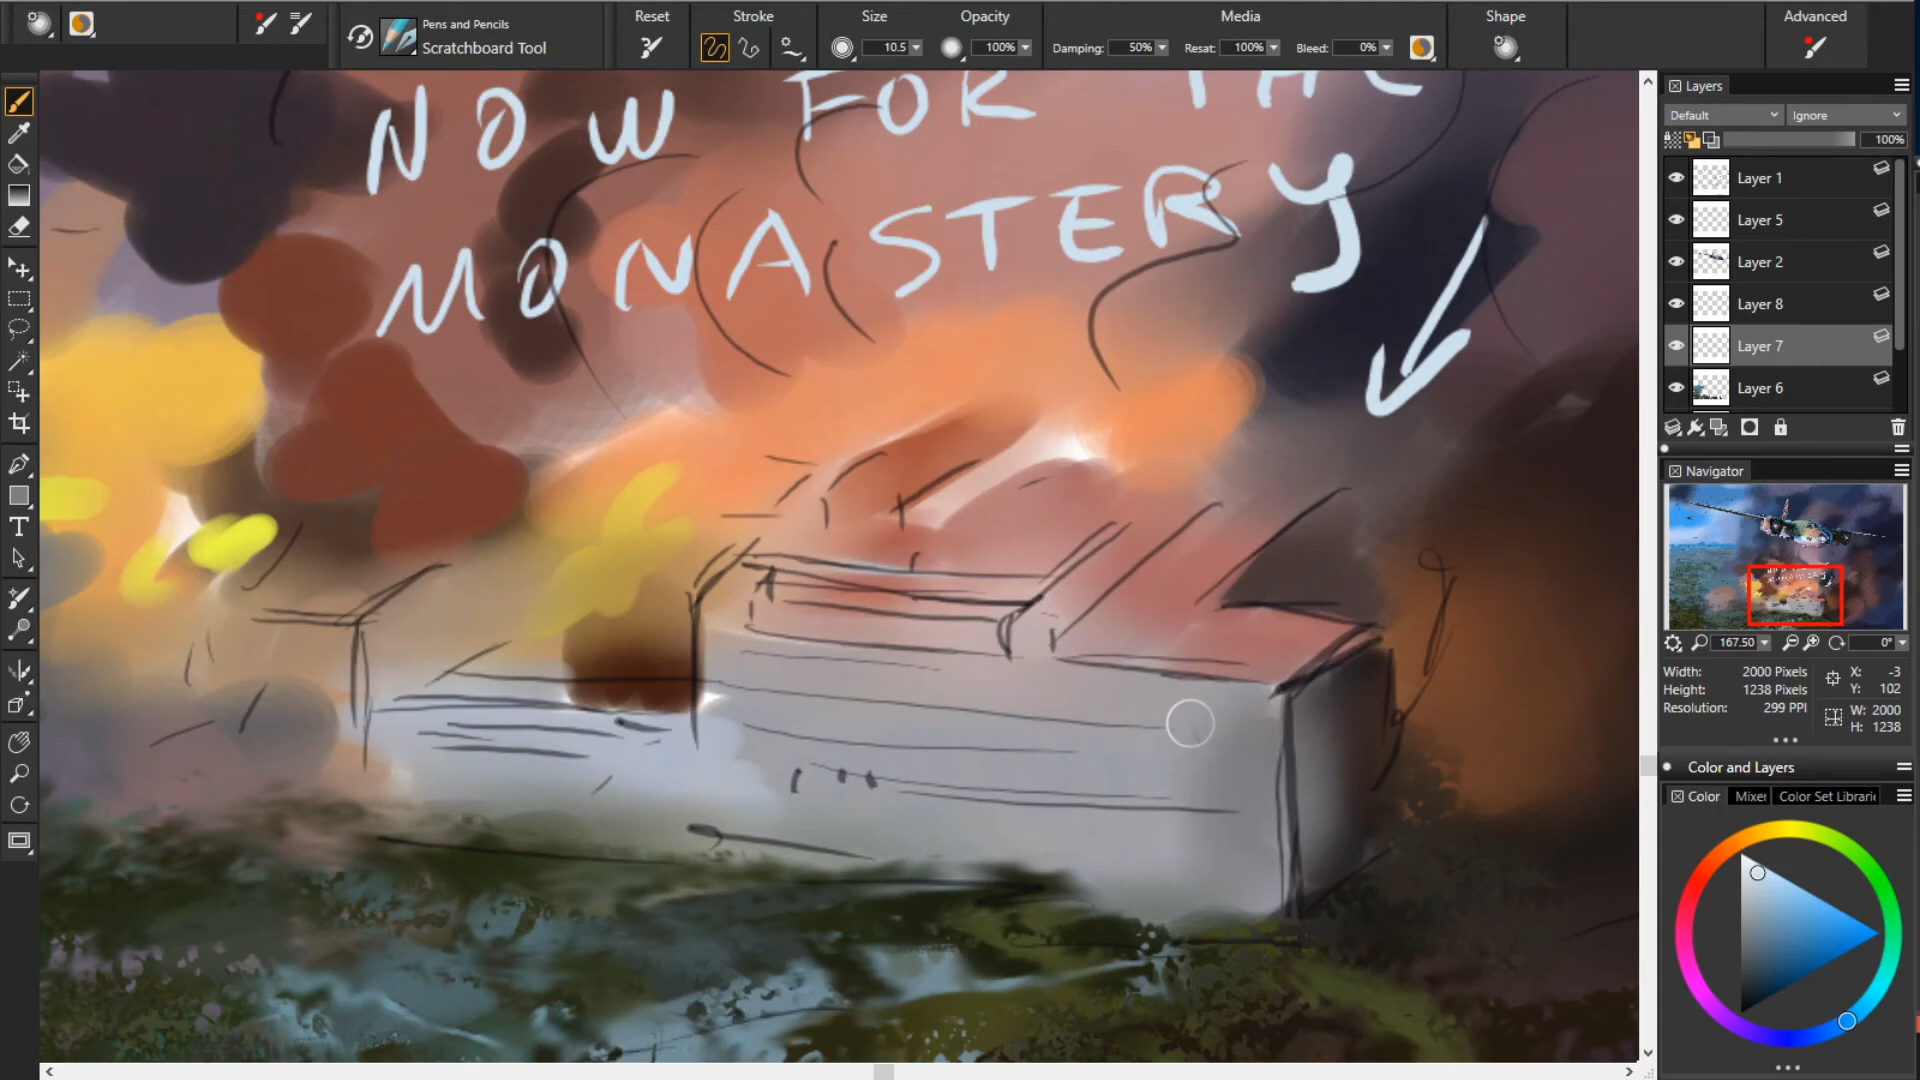 Reset
Stroke
Size
Opacity
Media
Shape
Advanced
Pens and Pencils
Scratchboard Tool
10.5
100%
Damping: 50%
Resat: 100%
Bleed: 0%
NOW FOR THE
MONASTERY
Layers
Default
Ignore
100%
Layer 1
Layer 5
Layer 2
Layer 8
Layer 7
Layer 6
T
Navigator
167.50
0°
Width: 2000 Pixels
Height: 1238 Pixels
Resolution: 299 PPI
X: -3
Y: 102
W: 2000
H: 1238
Color and Layers
Color
Mixer
Color Set Librari